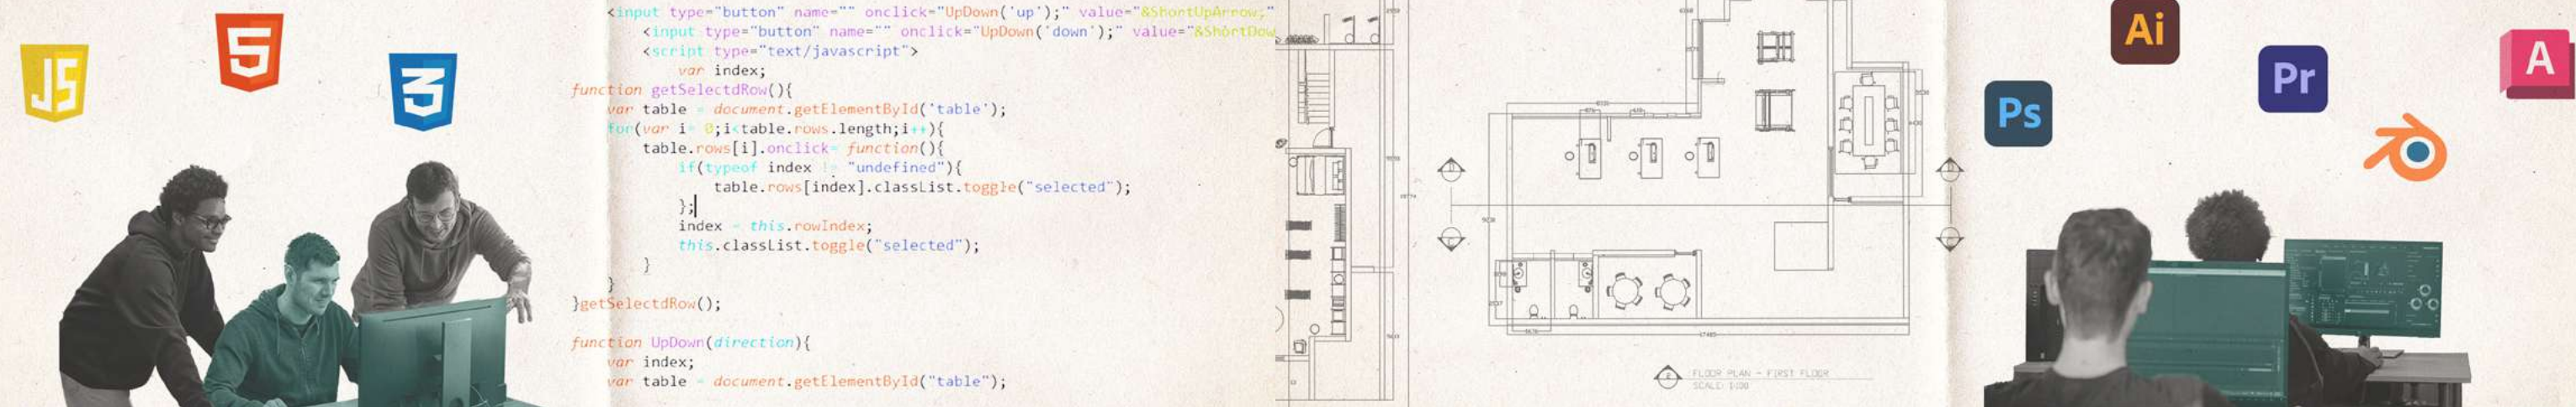 JS
5
3
<input type="button" name="" onclick="UpDown('up');" value="&ShortUpArrow;"
<input type="button" name="" onclick="UpDown('down');" value="&ShortDow
<script type="text/javascript">
var index;
function getSelectdRow(){
var table = document.getElementById('table');
for(var i= 0;i<table.rows.length;i++){
table.rows[i].onclick= function(){
if(typeof index != "undefined"){
table.rows[index].classList.toggle("selected");
};
index = this.rowIndex;
this.classList.toggle("selected");
}
}
}getSelectdRow();
function UpDown(direction){
var index;
var table = document.getElementById("table");
FLOOR PLAN - FIRST FLOOR
SCALE: 1:100
Ps
Ai
Pr
A